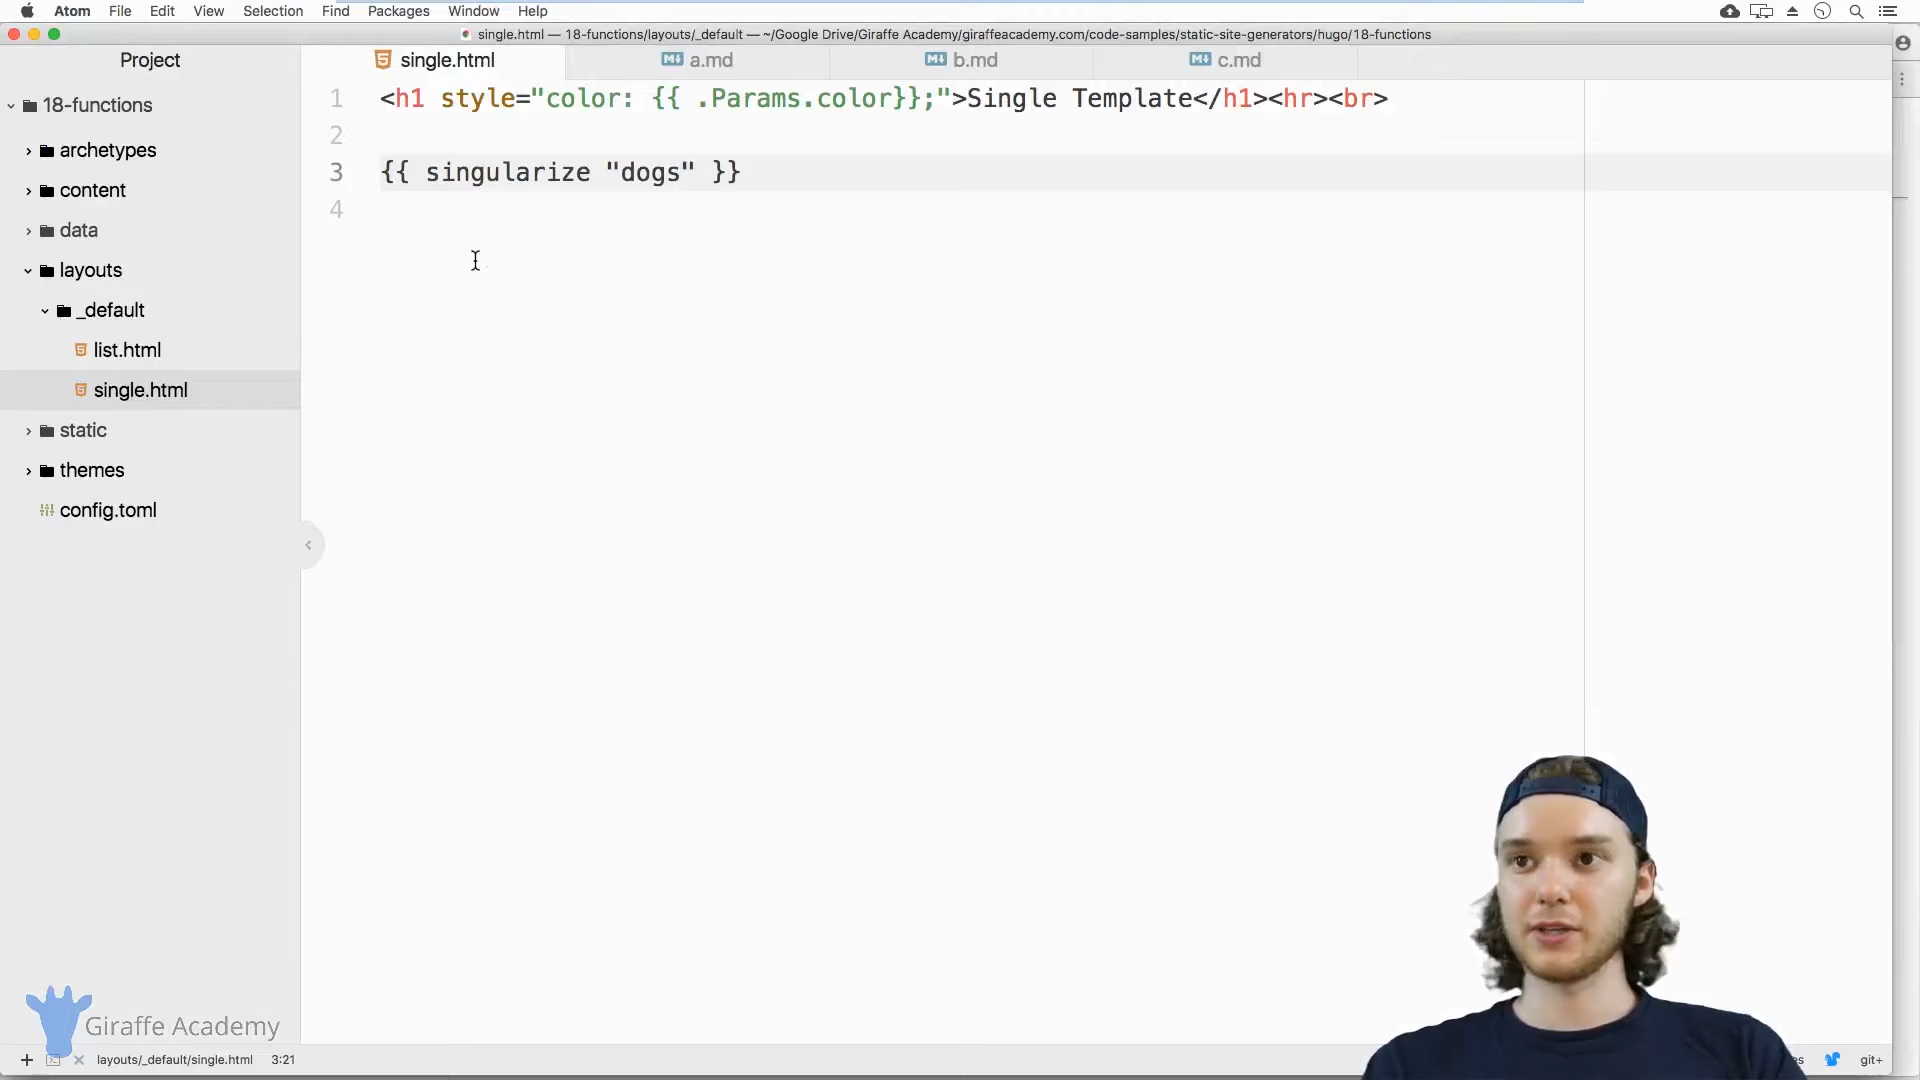 Atom File Edit View Selection Find Packages Window Help
single.html — 18-functions/layouts/_default — ~/Google Drive/Giraffe Academy/giraffeacademy.com/code-samples/static-site-generators/hugo/18-functions
Project
single.html
a.md
b.md
c.md
18-functions
archetypes
content
data
layouts
_default
list.html
single.html
static
themes
config.toml
1 <h1 style="color: {{ .Params.color}};">Single Template</h1><hr><br>
2
3 {{ singularize "dogs" }}
4
Giraffe Academy
layouts/_default/single.html 3:21
git+